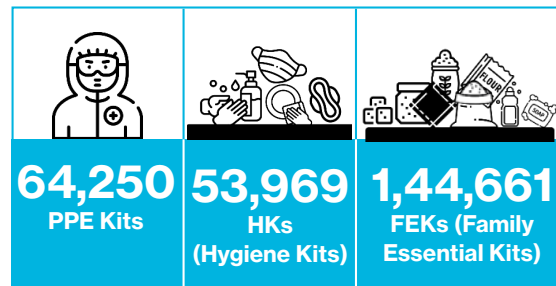 FLOUR
SOAP
64,250
PPE Kits
53,969
HKs
(Hygiene Kits)
1,44,661
FEKs (Family
Essential Kits)